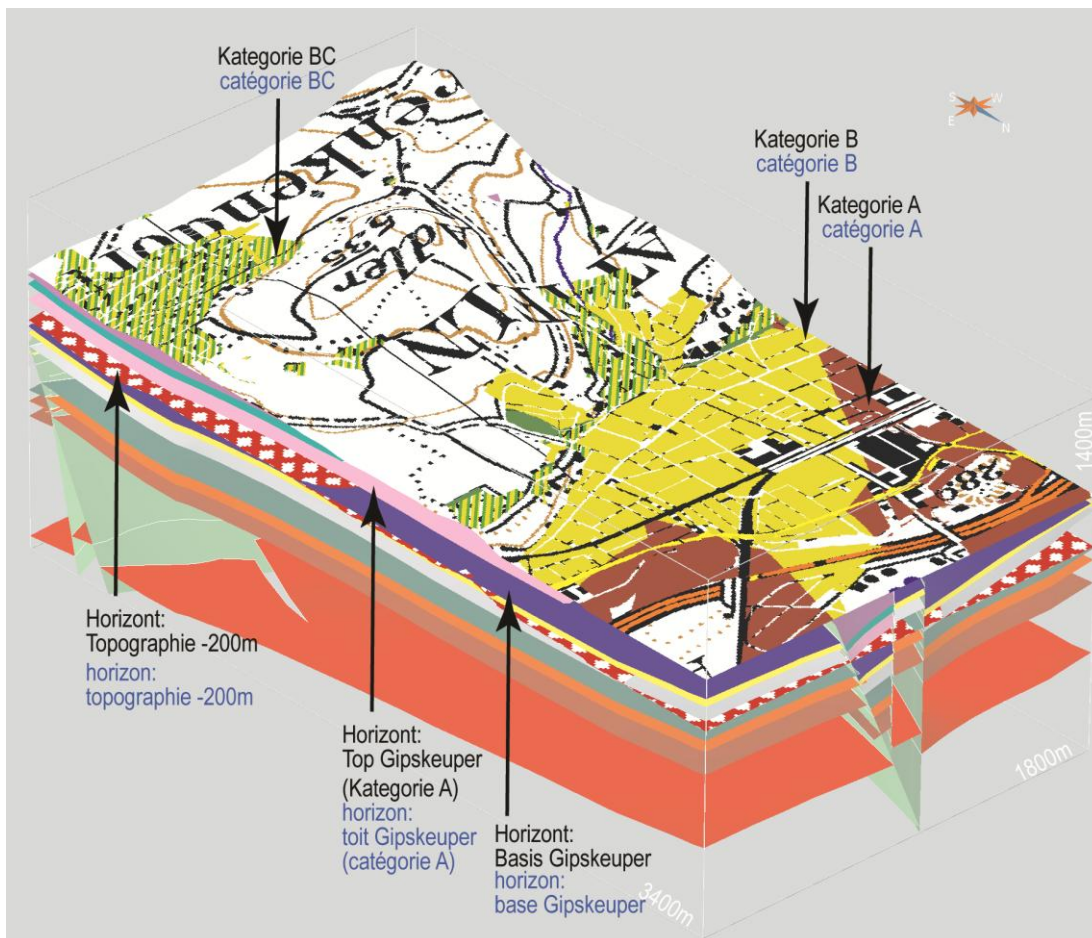 Kategorie BC
catégorie BC
S
W
E
N
Kategorie B
catégorie B
Kategorie A
catégorie A
Adler
535
1400m
Horizont:
Topographie -200m
horizon:
topographie -200m
Horizont:
Top Gipskeuper
(Kategorie A)
horizon:
toit Gipskeuper
(catégorie A)
Horizont:
Basis Gipskeuper
horizon:
base Gipskeuper
1800m
3400m